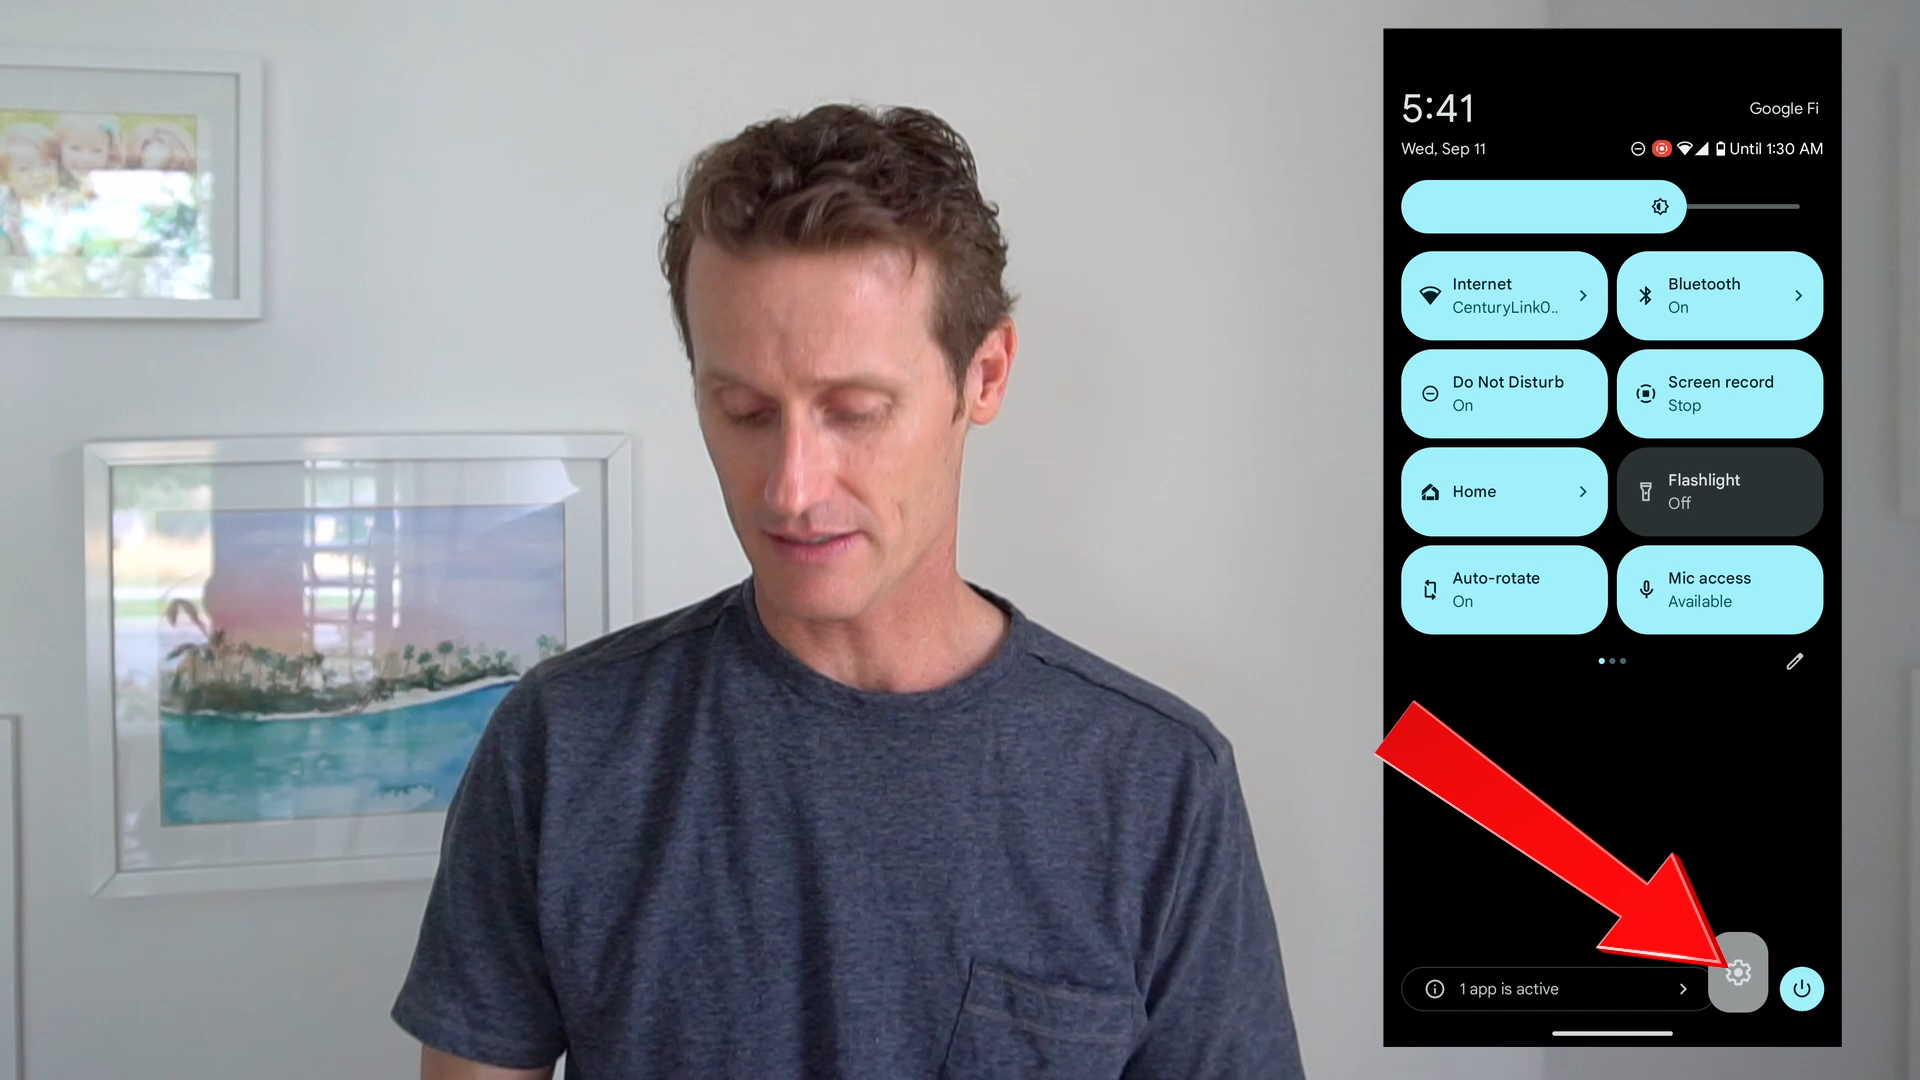 5:41
Google Fi
Wed, Sep 11
Until 1:30 AM
Internet
CenturyLink0..
Bluetooth
On
Do Not Disturb
On
Screen record
Stop
Home
Flashlight
Off
Auto-rotate
On
Mic access
Available
1 app is active